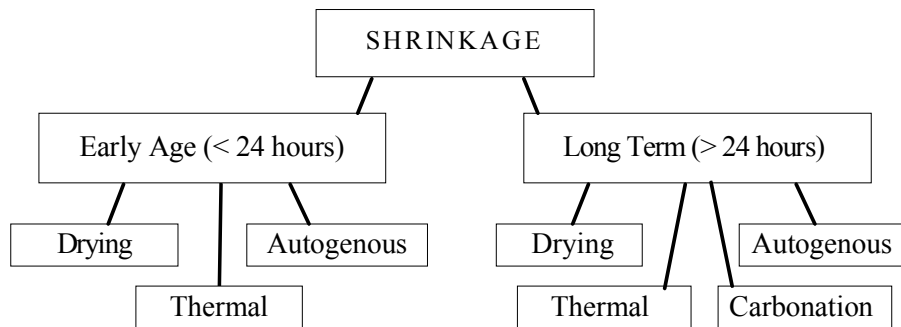 SHRINKAGE
Early Age (< 24 hours)
Long Term (> 24 hours)
Drying
Autogenous
Drying
Autogenous
Thermal
Thermal
Carbonation